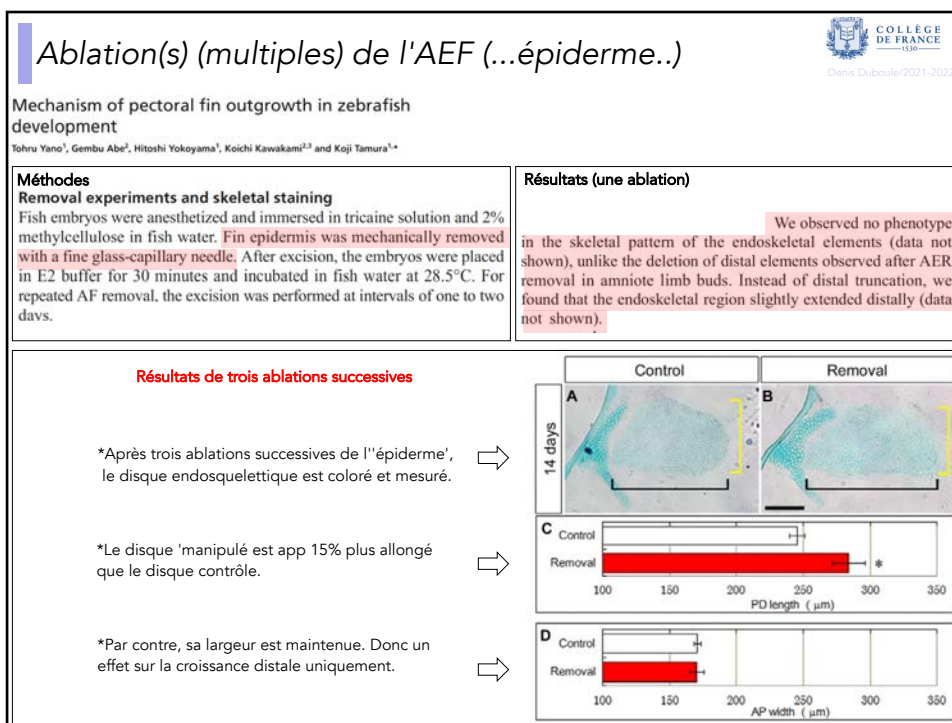 Ablation(s) (multiples) de l'AEF (...épiderme..)
COLLÈGE
DE FRANCE
1530
Denis Duboule/2021-2022
Mechanism of pectoral fin outgrowth in zebrafish
development
Tohru Yano1, Gembu Abe2, Hitoshi Yokoyama1, Koichi Kawakami2,3 and Koji Tamura1,*
Méthodes
Removal experiments and skeletal staining
Fish embryos were anesthetized and immersed in tricaine solution and 2%
methylcellulose in fish water. Fin epidermis was mechanically removed
with a fine glass-capillary needle. After excision, the embryos were placed
in E2 buffer for 30 minutes and incubated in fish water at 28.5°C. For
repeated AF removal, the excision was performed at intervals of one to two
days.
Résultats (une ablation)
We observed no phenotype
in the skeletal pattern of the endoskeletal elements (data not
shown), unlike the deletion of distal elements observed after AER
removal in amniote limb buds. Instead of distal truncation, we
found that the endoskeletal region slightly extended distally (data
not shown).
Résultats de trois ablations successives
*Après trois ablations successives de l''épiderme',
le disque endosquelettique est coloré et mesuré.
*Le disque 'manipulé est app 15% plus allongé
que le disque contrôle.
*Par contre, sa largeur est maintenue. Donc un
effet sur la croissance distale uniquement.
Control
Removal
14 days
A
B
C
Control
Removal
*
100 150 200 250 300 350
PD length ( μm)
D
Control
Removal
100 150 200 250 300 350
AP width ( μm)